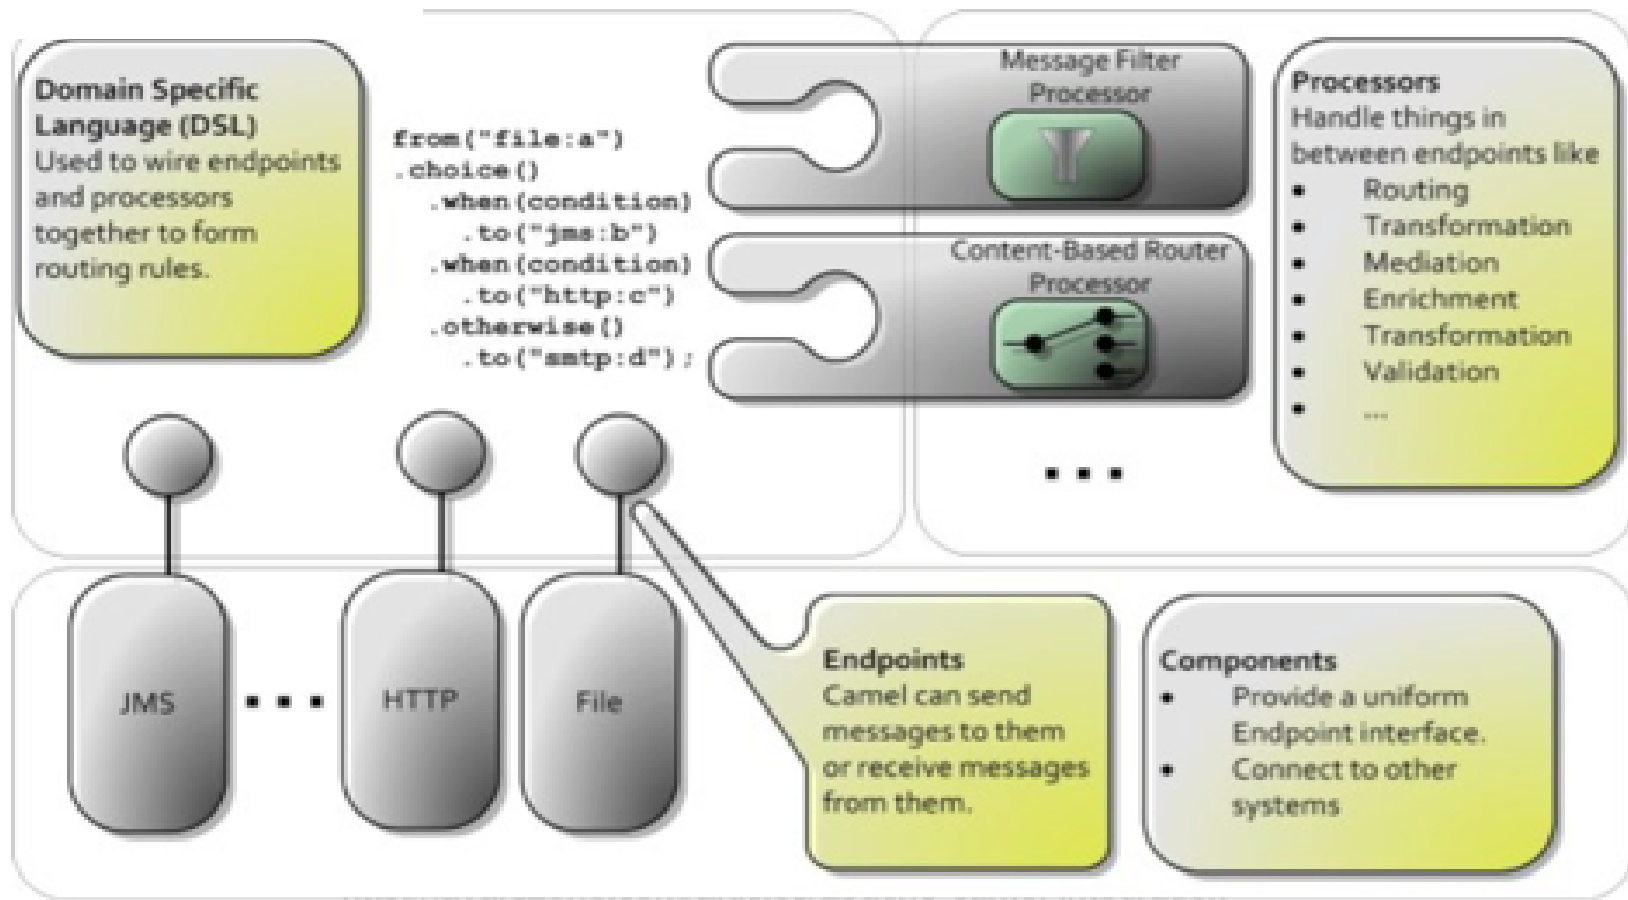 Domain Specific
Language (DSL)
Used to wire endpoints
and processors
together to form
routing rules.
from("file:a")
.choice()
.when(condition)
.to("jms:b")
.when(condition)
.to("http:c")
.otherwise()
.to("smtp:d");
Message Filter
Processor
Content-Based Router
Processor
...
Processors
Handle things in
between endpoints like
• Routing
• Transformation
• Mediation
• Enrichment
• Transformation
• Validation
• ...
JMS
...
HTTP
File
Endpoints
Camel can send
messages to them
or receive messages
from them.
Components
• Provide a uniform
Endpoint interface.
• Connect to other
systems